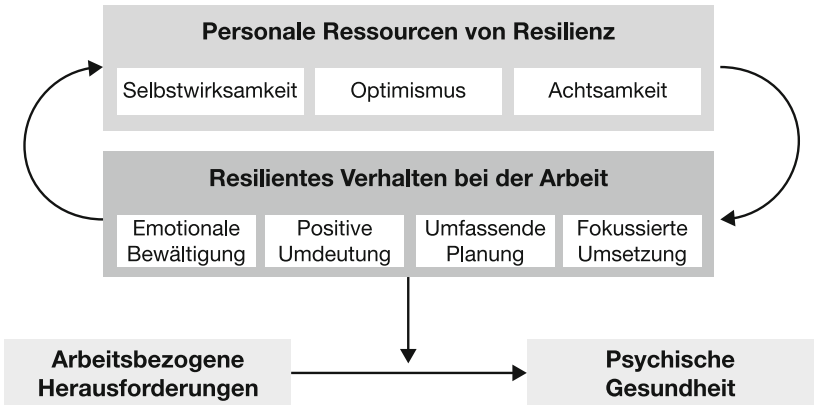 Personale Ressourcen von Resilienz
Selbstwirksamkeit
Optimismus
Achtsamkeit
Resilientes Verhalten bei der Arbeit
Emotionale
Bewältigung
Positive
Umdeutung
Umfassende
Planung
Fokussierte
Umsetzung
Arbeitsbezogene
Herausforderungen
Psychische
Gesundheit